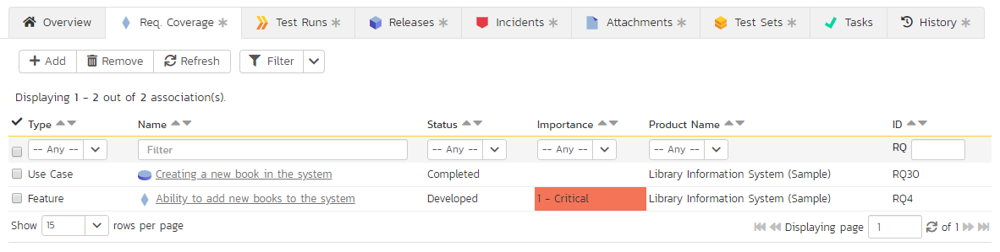 Overview Req. Coverage * Test Runs * Releases * Incidents * Attachments * Test Sets * Tasks History *
+ Add Remove Refresh Filter
Displaying 1 - 2 out of 2 association(s).
Type Name Status Importance Product Name ID
-- Any -- Filter -- Any -- -- Any -- -- Any -- RQ
Use Case Creating a new book in the system Completed Library Information System (Sample) RQ30
Feature Ability to add new books to the system Developed 1 - Critical Library Information System (Sample) RQ4
Show 15 rows per page Displaying page 1 of 1